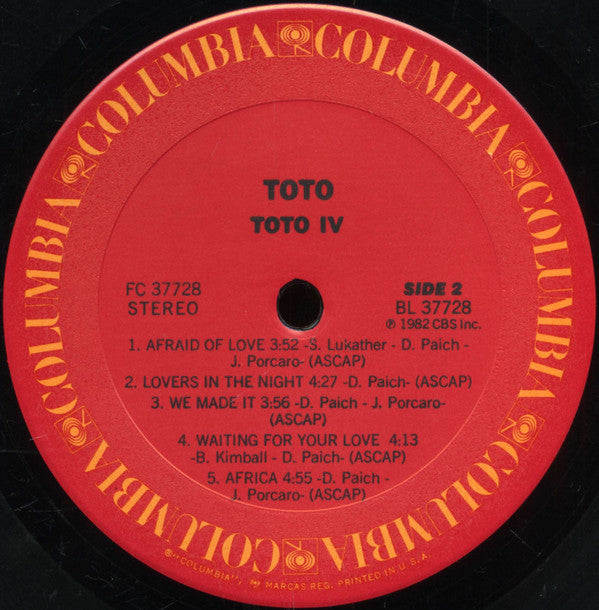 COLUMBIA COLUMBIA COLUMBIA COLUMBIA COLUMBIA COLUMBIA
TOTO
TOTO IV
FC 37728
STEREO
SIDE 2
BL 37728
℗ 1982 CBS Inc.
1. AFRAID OF LOVE 3:52 -S. Lukather - D. Paich -
J. Porcaro- (ASCAP)
2. LOVERS IN THE NIGHT 4:27 -D. Paich- (ASCAP)
3. WE MADE IT 3:56 -D. Paich - J. Porcaro-
(ASCAP)
4. WAITING FOR YOUR LOVE 4:13
-B. Kimball - D. Paich- (ASCAP)
5. AFRICA 4:55 -D. Paich -
J. Porcaro- (ASCAP)
"COLUMBIA", MARCAS REG. PRINTED IN U.S.A.